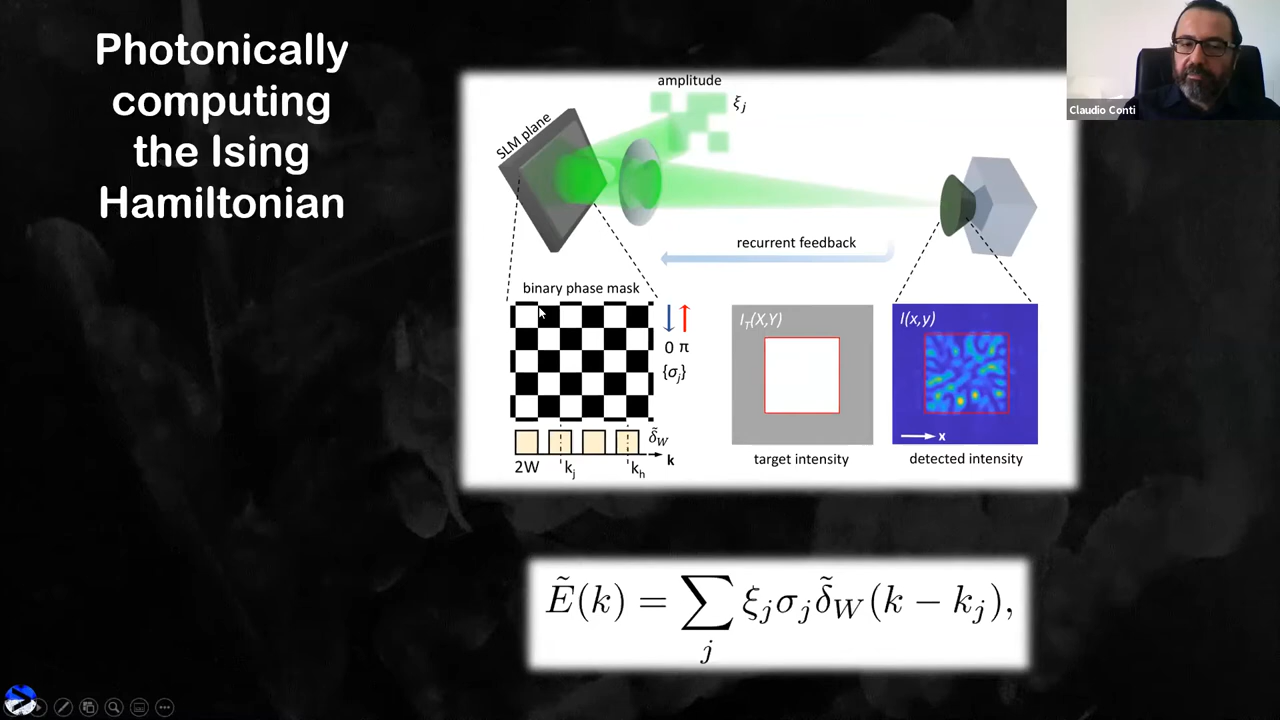 Photonically
computing
the Ising
Hamiltonian
amplitude
ξj
SLM plane
Claudio Conti
recurrent feedback
binary phase mask
0 π
{σj}
IT(X,Y)
I(x,y)
x
δ̃W
2W kj kh k
target intensity
detected intensity
Ẽ(k) = ∑j ξjσjδ̃W(k − kj),